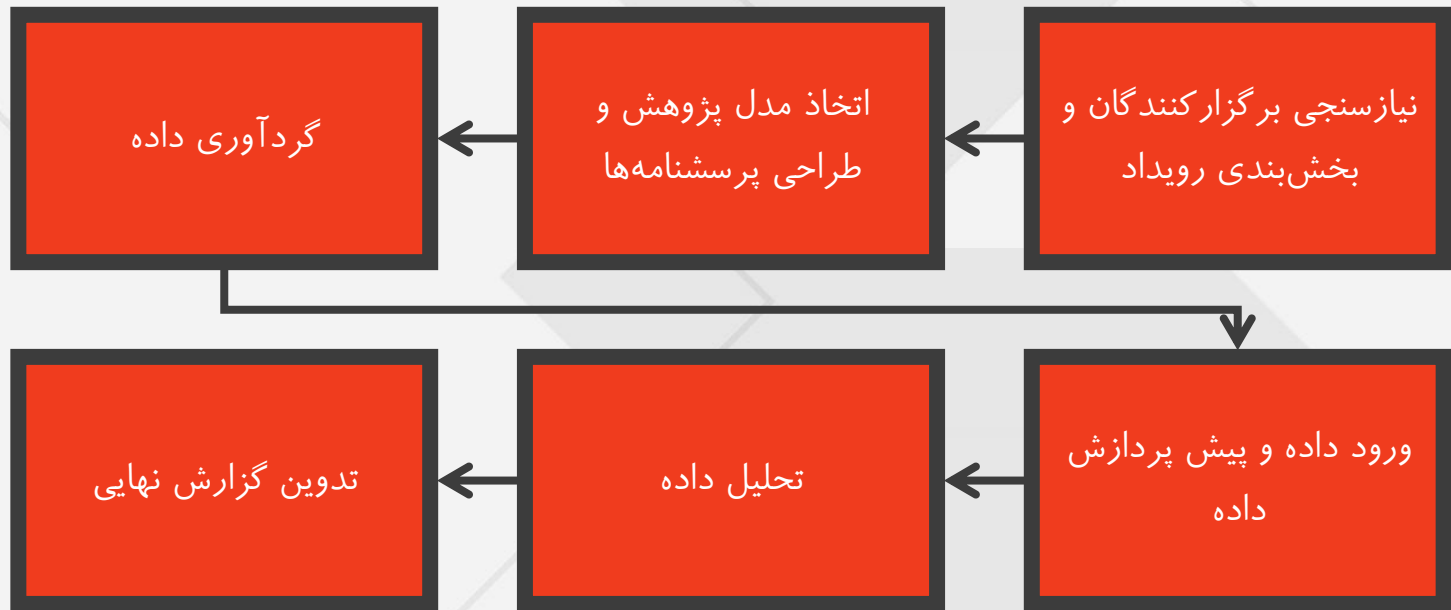 نیازسنجی برگزارکنندگان و
بخش‌بندی رویداد
اتخاذ مدل پژوهش و
طراحی پرسشنامه‌ها
گردآوری داده
ورود داده و پیش پردازش
داده
تحلیل داده
تدوین گزارش نهایی